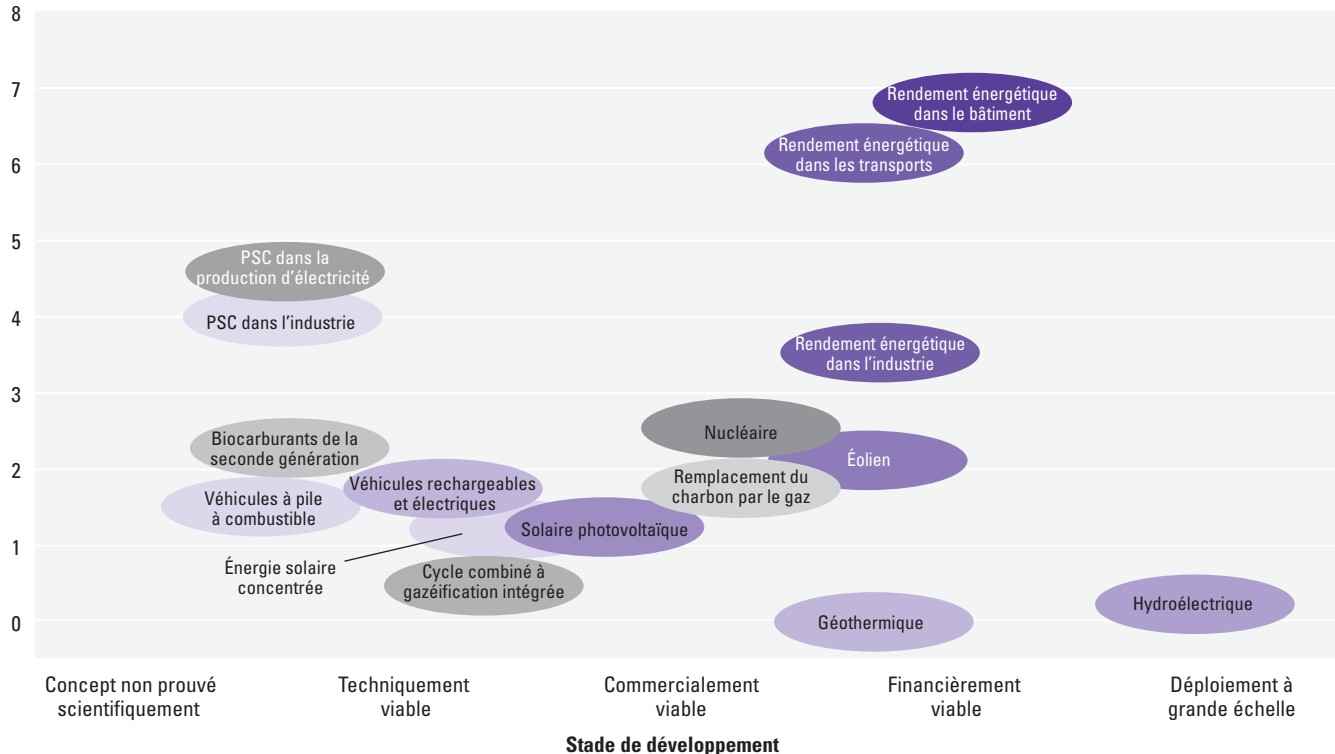 8
7
6
5
4
3
2
1
0
Rendement énergétique
dans le bâtiment
Rendement énergétique
dans les transports
PSC dans la
production d'électricité
PSC dans l'industrie
Rendement énergétique
dans l'industrie
Nucléaire
Biocarburants de la
seconde génération
Éolien
Véhicules rechargeables
et électriques
Remplacement du
charbon par le gaz
Véhicules à pile
à combustible
Solaire photovoltaïque
Énergie solaire
concentrée
Cycle combiné à
gazéification intégrée
Géothermique
Hydroélectrique
Concept non prouvé
scientifiquement
Techniquement
viable
Commercialement
viable
Financièrement
viable
Déploiement à
grande échelle
Stade de développement